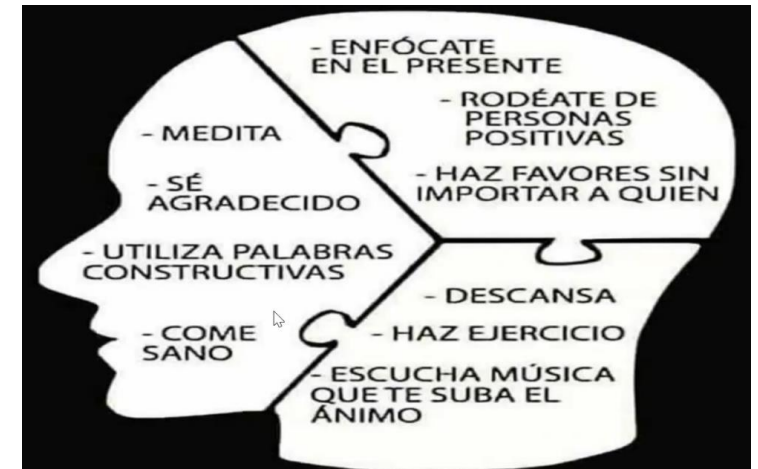 - ENFÓCATE
EN EL PRESENTE
- RODÉATE DE
PERSONAS
POSITIVAS
- HAZ FAVORES SIN
IMPORTAR A QUIEN
- MEDITA
- SÉ
AGRADECIDO
- UTILIZA PALABRAS
CONSTRUCTIVAS
- COME
SANO
- DESCANSA
- HAZ EJERCICIO
- ESCUCHA MÚSICA
QUE TE SUBA EL
ÁNIMO